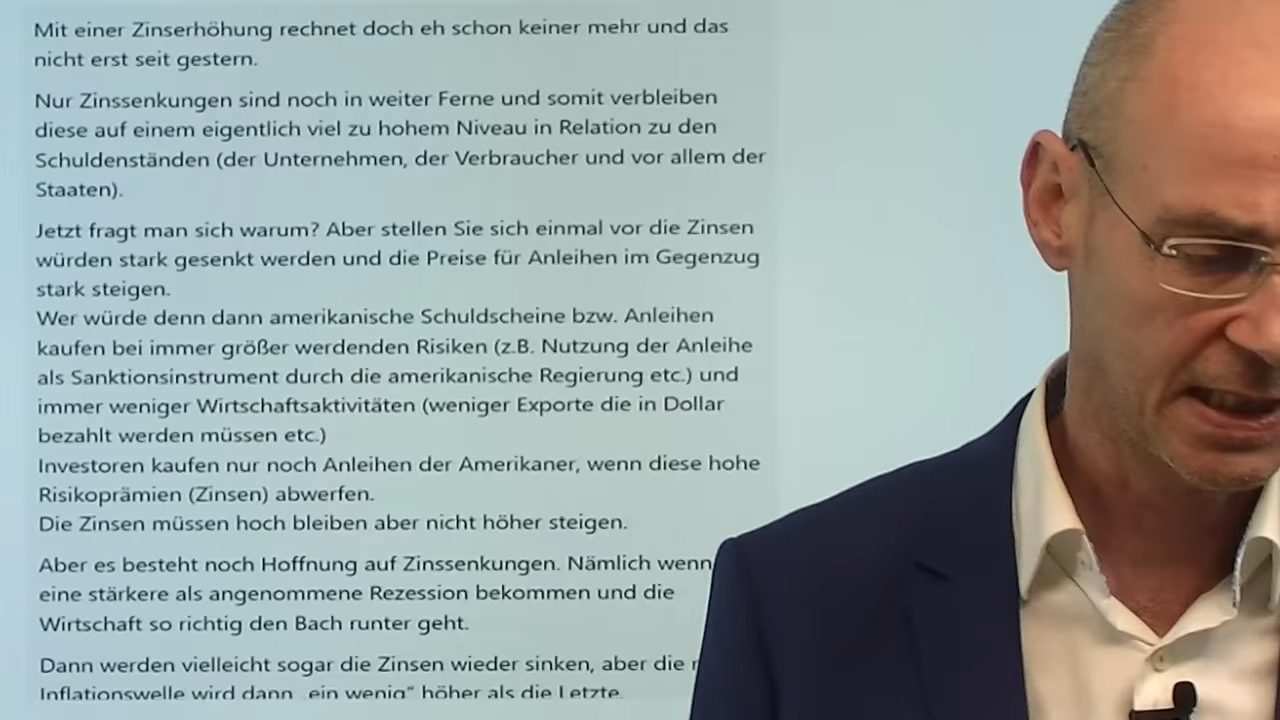 Mit einer Zinserhöhung rechnet doch eh schon keiner mehr und das
nicht erst seit gestern.
Nur Zinssenkungen sind noch in weiter Ferne und somit verbleiben
diese auf einem eigentlich viel zu hohem Niveau in Relation zu den
Schuldenständen (der Unternehmen, der Verbraucher und vor allem der
Staaten).
Jetzt fragt man sich warum? Aber stellen Sie sich einmal vor die Zinsen
würden stark gesenkt werden und die Preise für Anleihen im Gegenzug
stark steigen.
Wer würde denn dann amerikanische Schuldscheine bzw. Anleihen
kaufen bei immer größer werdenden Risiken (z.B. Nutzung der Anleihe
als Sanktionsinstrument durch die amerikanische Regierung etc.) und
immer weniger Wirtschaftsaktivitäten (weniger Exporte die in Dollar
bezahlt werden müssen etc.)
Investoren kaufen nur noch Anleihen der Amerikaner, wenn diese hohe
Risikoprämien (Zinsen) abwerfen.
Die Zinsen müssen hoch bleiben aber nicht höher steigen.
Aber es besteht noch Hoffnung auf Zinssenkungen. Nämlich wenn
eine stärkere als angenommene Rezession bekommen und die
Wirtschaft so richtig den Bach runter geht.
Dann werden vielleicht sogar die Zinsen wieder sinken, aber die
Inflationswelle wird dann „ein wenig“ höher als die Letzte.